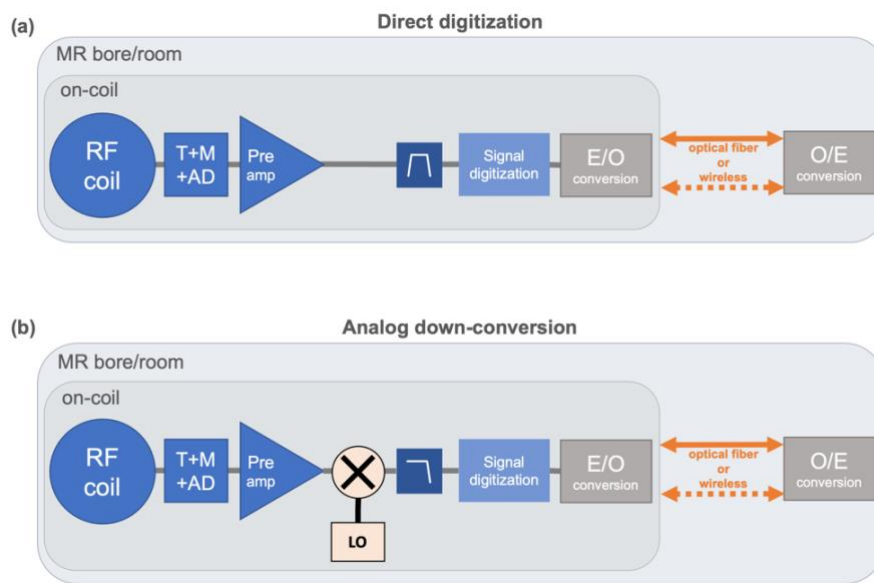 (a)
Direct digitization
MR bore/room
on-coil
RF
coil
T+M
+AD
Pre
amp
Signal
digitization
E/O
conversion
optical fiber
or
wireless
O/E
conversion
(b)
Analog down-conversion
MR bore/room
on-coil
RF
coil
T+M
+AD
Pre
amp
LO
Signal
digitization
E/O
conversion
optical fiber
or
wireless
O/E
conversion